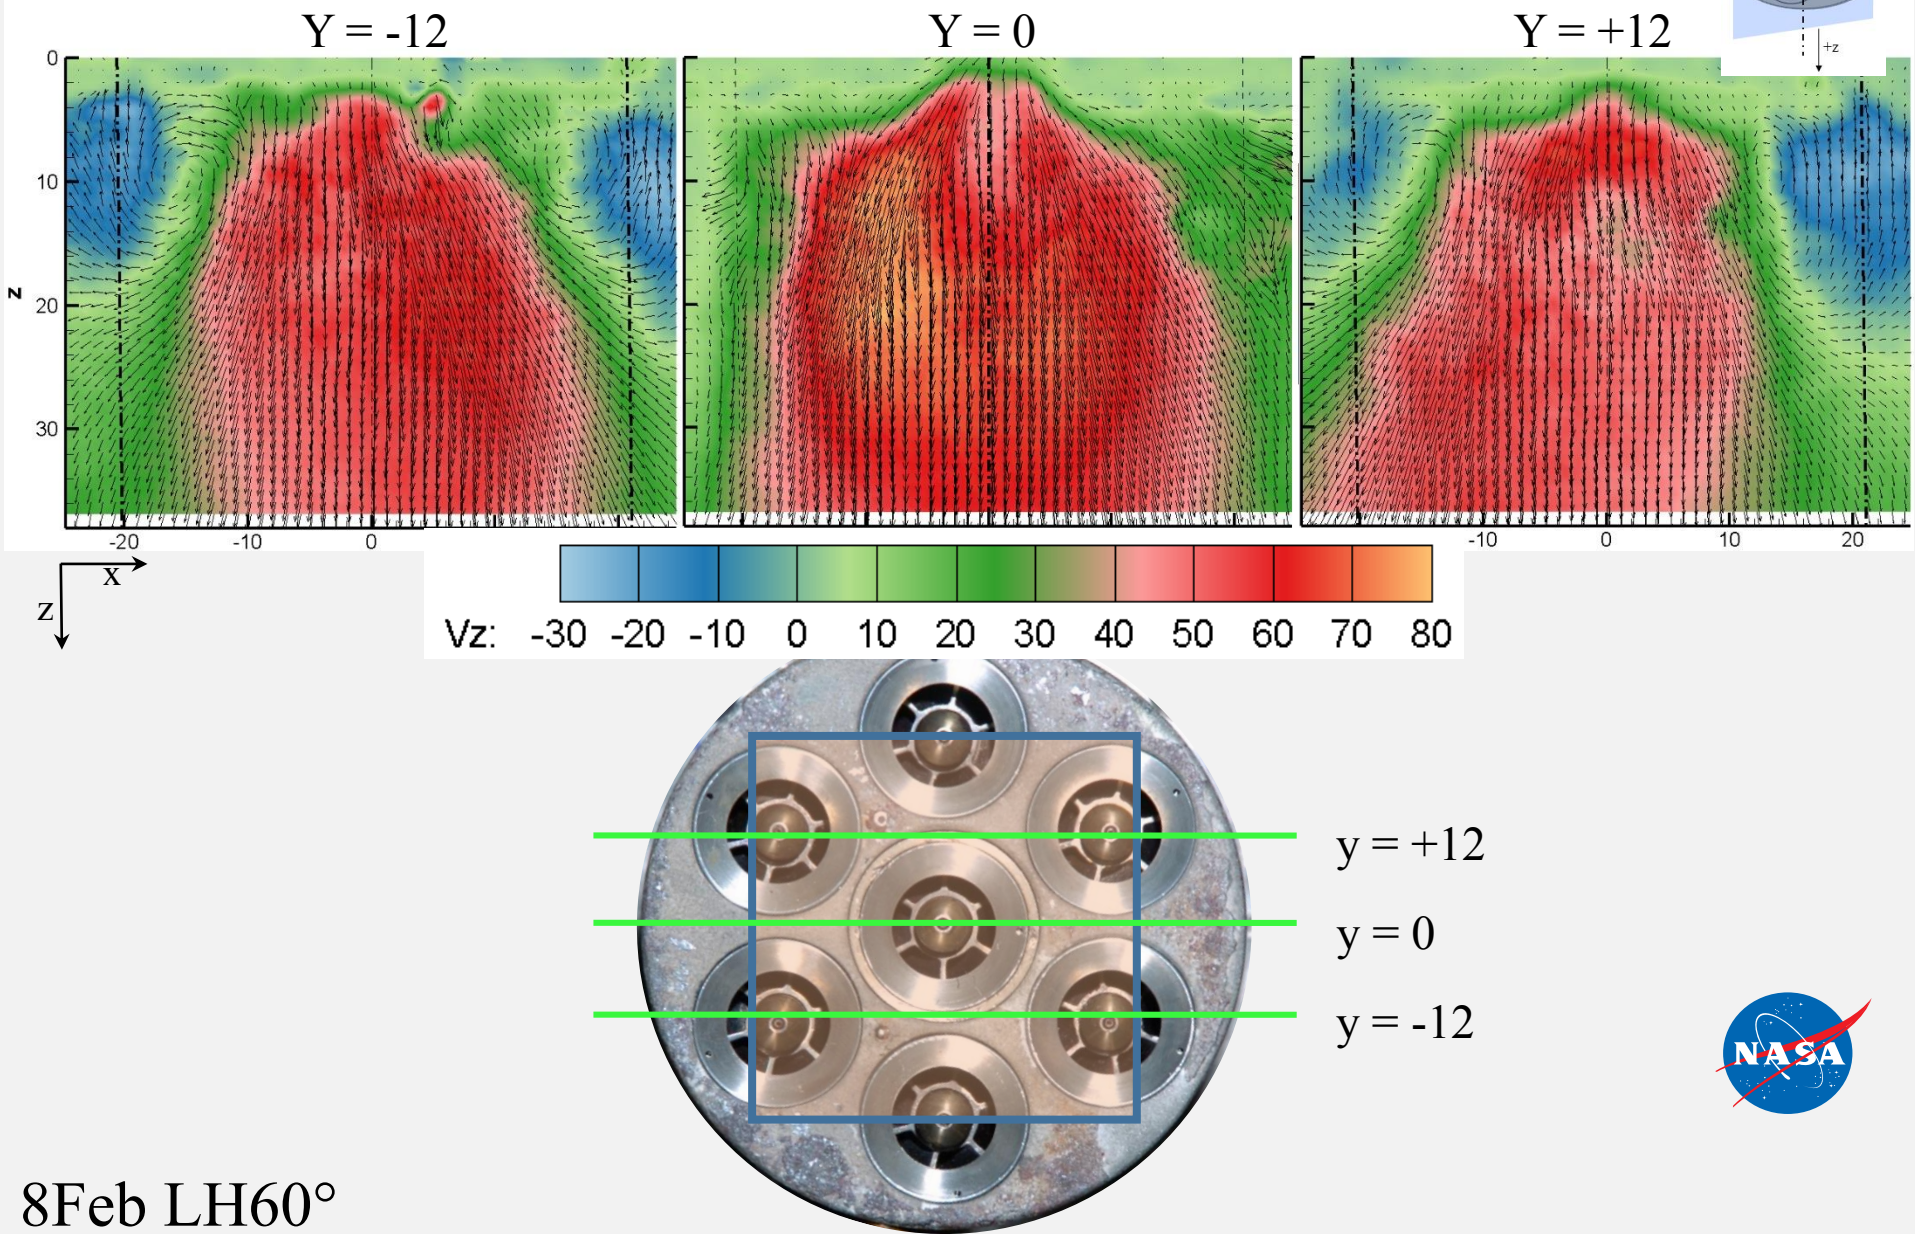 Y = -12
Y = 0
Y = +12
+z
0
10
20
30
z
-20
-10
0
-10
0
10
20
x
z
Vz: -30 -20 -10 0 10 20 30 40 50 60 70 80
y = +12
y = 0
y = -12
NASA
8Feb LH60°